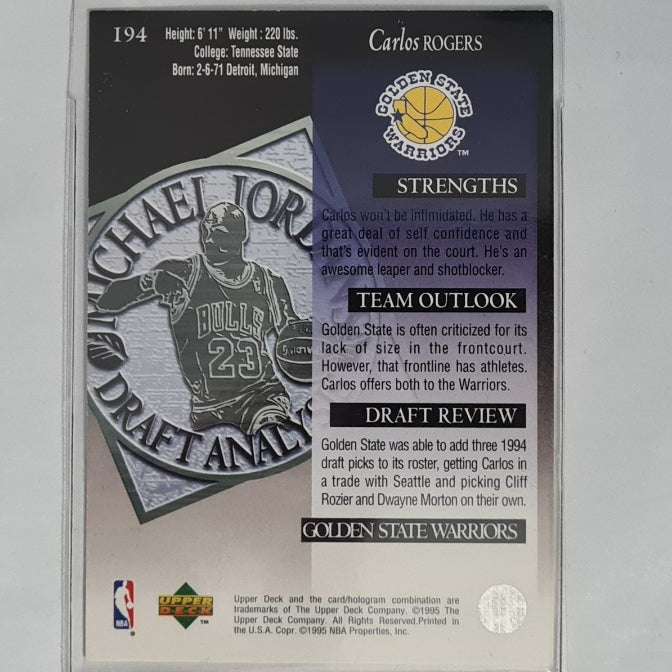 194
Height: 6' 11" Weight : 220 lbs.
College: Tennessee State
Born: 2-6-71 Detroit, Michigan
Carlos ROGERS
GOLDEN STATE
WARRIORS
TM
STRENGTHS
Carlos won't be intimidated. He has a
great deal of self confidence and
that's evident on the court. He's an
awesome leaper and shotblocker.
TEAM OUTLOOK
Golden State is often criticized for its
lack of size in the frontcourt.
However, that frontline has athletes.
Carlos offers both to the Warriors.
DRAFT REVIEW
Golden State was able to add three 1994
draft picks to its roster, getting Carlos in
a trade with Seattle and picking Cliff
Rozier and Dwayne Morton on their own.
GOLDEN STATE WARRIORS
MICHAEL JORD
BULLS
23
DRAFT ANALYS
NBA
UPPER
DECK
TM
Upper Deck and the card/hologram combination are
trademarks of The Upper Deck Company. ©1995 The
Upper Deck Company. All Rights Reserved.Printed in
the U.S.A. Copr. ©1995 NBA Properties, Inc.